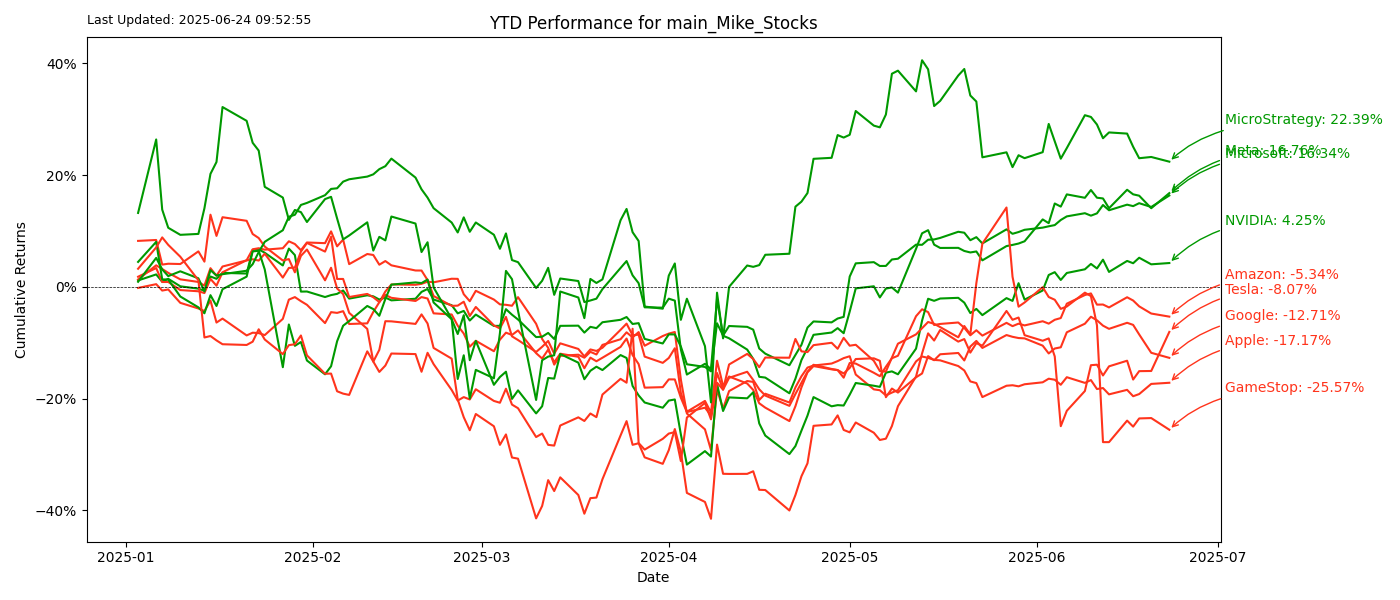 Last Updated: 2025-06-24 09:52:55
YTD Performance for main_Mike_Stocks
Cumulative Returns
40%
20%
0%
−20%
−40%
MicroStrategy: 22.39%
Meta: 16.76%
Microsoft: 16.34%
NVIDIA: 4.25%
Amazon: -5.34%
Tesla: -8.07%
Google: -12.71%
Apple: -17.17%
GameStop: -25.57%
2025-01
2025-02
2025-03
2025-04
2025-05
2025-06
2025-07
Date